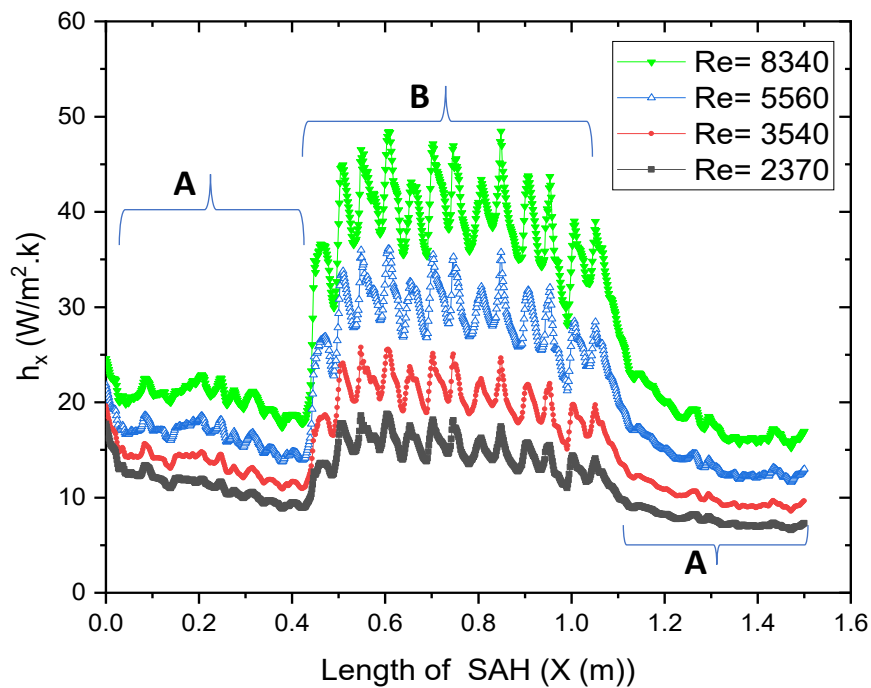 60
50
40
30
20
10
0
hₓ (W/m².k)
Re= 8340
Re= 5560
Re= 3540
Re= 2370
B
A
A
0.0 0.2 0.4 0.6 0.8 1.0 1.2 1.4 1.6
Length of SAH (X (m))